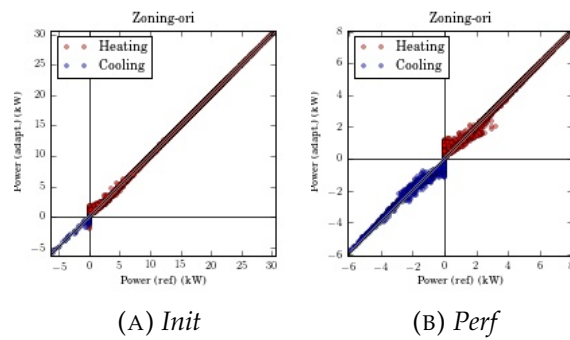 Zoning-ori
30
25
20
15
10
5
0
−5
Heating
Cooling
Power (adapt.) (kW)
−5 0 5 10 15 20 25 30
Power (ref) (kW)
(A) Init
Zoning-ori
8
6
4
2
0
−2
−4
−6
Heating
Cooling
Power (adapt.) (kW)
−6 −4 −2 0 2 4 6 8
Power (ref) (kW)
(B) Perf